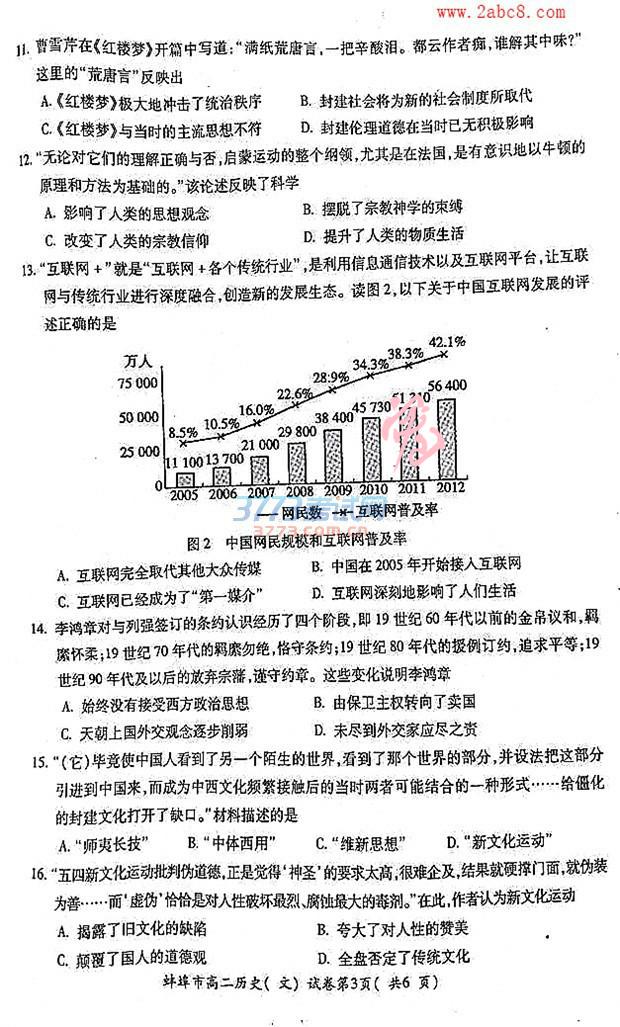 www.2abc8.com
11. 曹雪芹在《红楼梦》开篇中写道:“满纸荒唐言,一把辛酸泪。都云作者痴,谁解其中味?”
这里的“荒唐言”反映出
A.《红楼梦》极大地冲击了统治秩序 B. 封建社会将为新的社会制度所取代
C.《红楼梦》与当时的主流思想不符 D. 封建伦理道德在当时已无积极影响
12. “无论对它们的理解正确与否,启蒙运动的整个纲领,尤其是在法国,是有意识地以牛顿的
原理和方法为基础的。”该论述反映了科学
A. 影响了人类的思想观念 B. 摆脱了宗教神学的束缚
C. 改变了人类的宗教信仰 D. 提升了人类的物质生活
13. “互联网+”就是“互联网+各个传统行业”,是利用信息通信技术以及互联网平台,让互联
网与传统行业进行深度融合,创造新的发展生态。读图2,以下关于中国互联网发展的评
述正确的是
万人
75 000
50 000
25 000
0
8.5% 10.5% 16.0% 22.6% 28.9% 34.3% 38.3% 42.1%
11 100 13 700 21 000 29 800 38 400 45 730 56 400
2005 2006 2007 2008 2009 2010 2011 2012
网民数 互联网普及率
3773考试网
3773.com.cn
图2 中国网民规模和互联网普及率
A. 互联网完全取代其他大众传媒 B. 中国在2005年开始接入互联网
C. 互联网已经成为了“第一媒介” D. 互联网深刻地影响了人们生活
14. 李鸿章对与列强签订的条约认识经历了四个阶段,即19世纪60年代以前的金帛议和,羁
縻怀柔;19世纪70年代的羁縻勿绝,恪守条约;19世纪80年代的援例订约,追求平等;19
世纪90年代及以后的放弃宗藩,谨守约章。这些变化说明李鸿章
A. 始终没有接受西方政治思想 B. 由保卫主权转向了卖国
C. 天朝上国外交观念逐步削弱 D. 未尽到外交家应尽之责
15. “(它)毕竟使中国人看到了另一个陌生的世界,看到了那个世界的部分,并设法把这部分
引进到中国来,而成为中西文化频繁接触后的当时两者可能结合的一种形式……给僵化
的封建文化打开了缺口。”材料描述的是
A.“师夷长技” B.“中体西用” C.“维新思想” D.“新文化运动”
16. “五四新文化运动批判伪道德,正是觉得‘神圣’的要求太高,很难企及,结果就硬撑门面,就伪装
为善……而‘虚伪’恰恰是对人性破坏最烈、腐蚀最大的毒剂。”在此,作者认为新文化运动
A. 揭露了旧文化的缺陷 B. 夸大了对人性的赞美
C. 颠覆了国人的道德观 D. 全盘否定了传统文化
蚌埠市高二历史(文)试卷第3页(共6页)